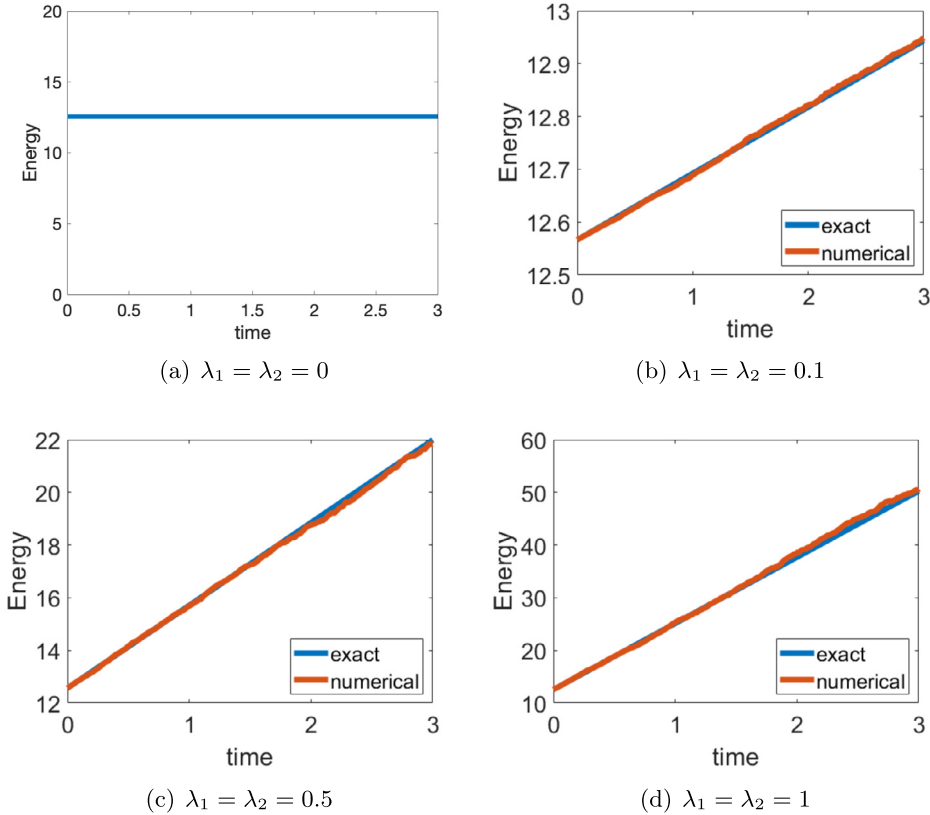 20
15
10
5
0
Energy
0 0.5 1 1.5 2 2.5 3
time
(a) λ₁ = λ₂ = 0
13
12.9
12.8
12.7
12.6
12.5
Energy
exact
numerical
0 1 2 3
time
(b) λ₁ = λ₂ = 0.1
22
20
18
16
14
12
Energy
exact
numerical
0 1 2 3
time
(c) λ₁ = λ₂ = 0.5
60
50
40
30
20
10
Energy
exact
numerical
0 1 2 3
time
(d) λ₁ = λ₂ = 1